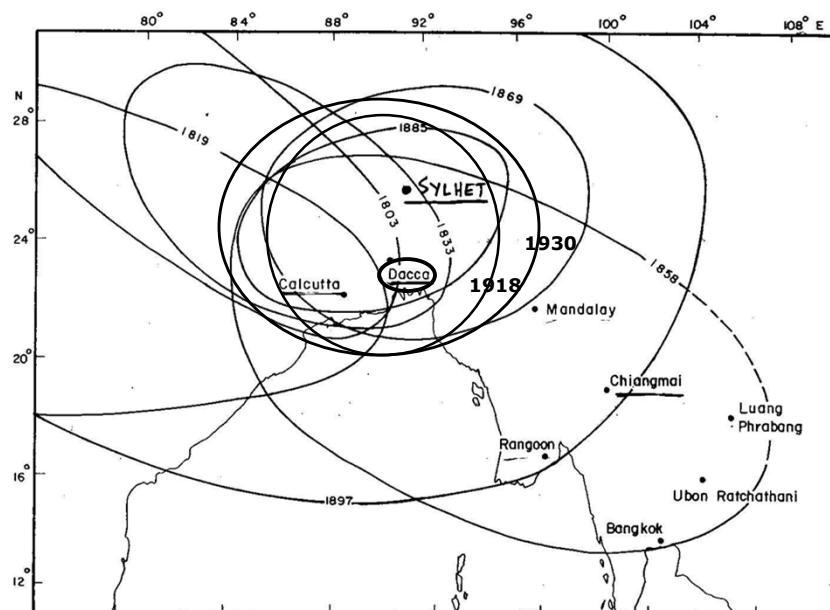 80° 84° 88° 92° 96° 100° 104° 108° E
N
28°
24°
20°
16°
12°
1819
1869
1885
SYLHET
1803
1833
1930
1858
Dacca
Calcutta
1918
Mandalay
Chiangmai
Luang
Phrabang
Rangoon
Ubon Ratchathani
1897
Bangkok